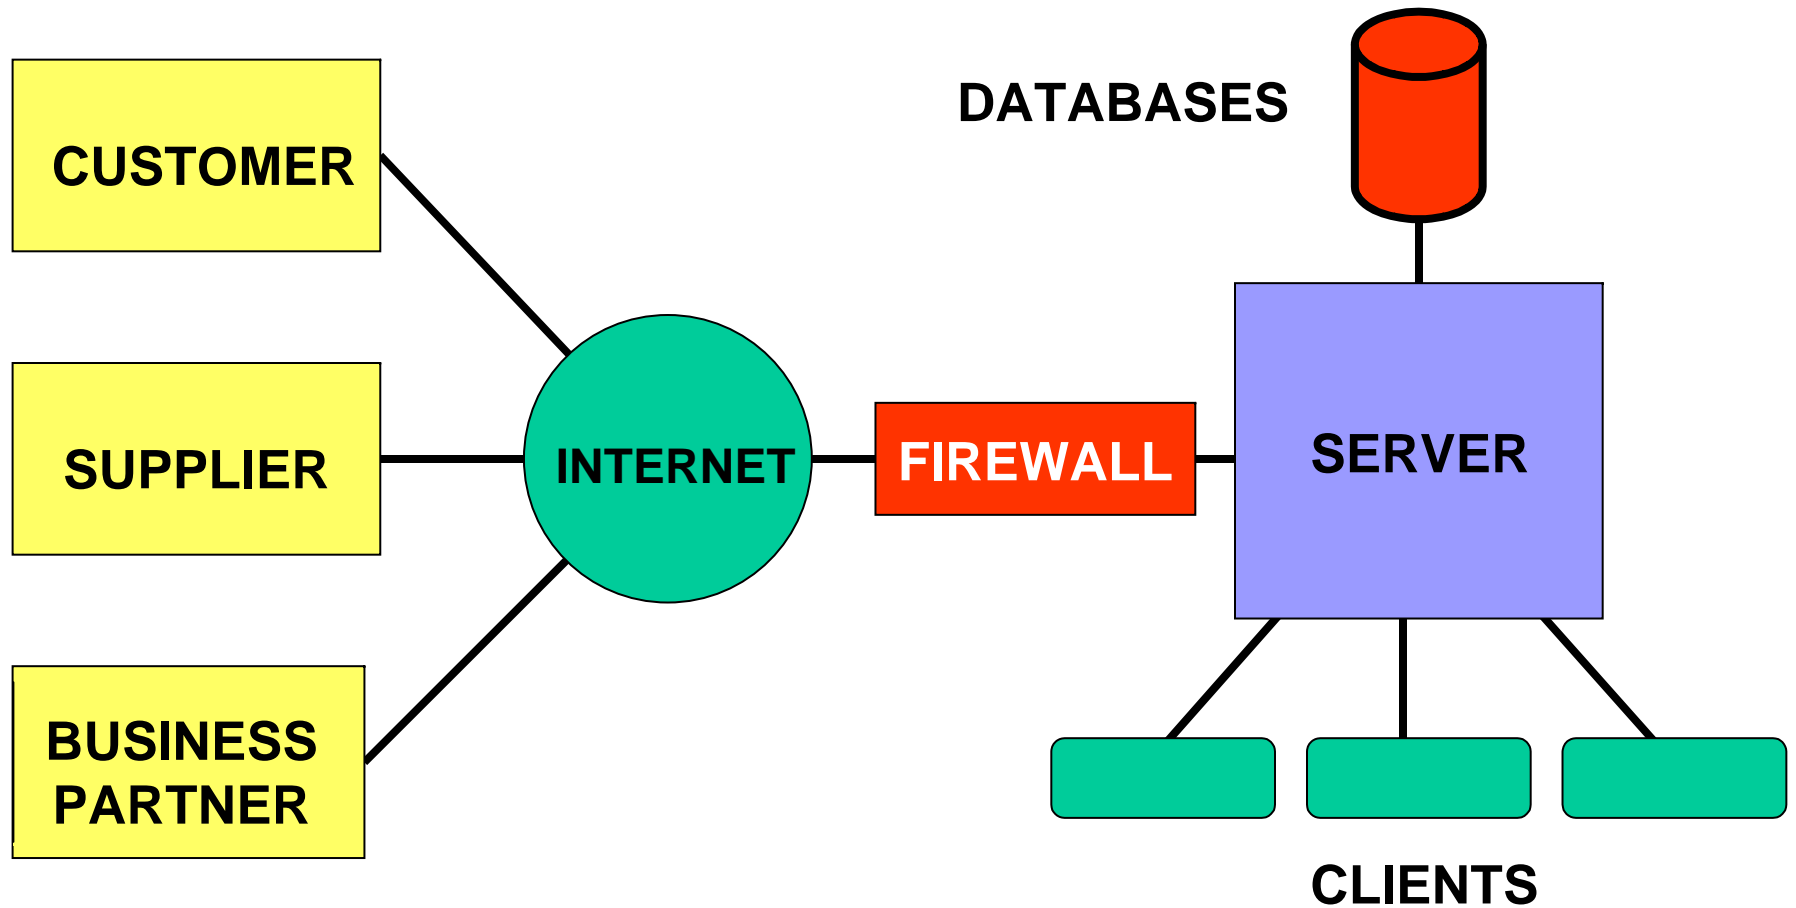 DATABASES
CUSTOMER
SUPPLIER
INTERNET
FIREWALL
SERVER
BUSINESS
PARTNER
CLIENTS